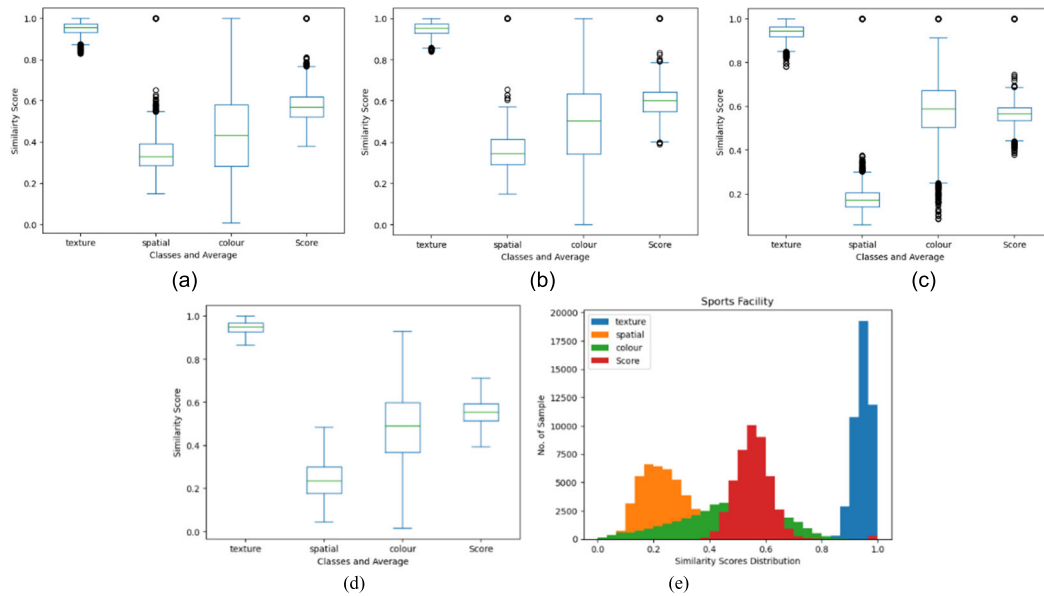 1.0
0.8
0.6
0.4
0.2
0.0
Similairty Score
texture spatial colour Score
Classes and Average
(a)
1.0
0.8
0.6
0.4
0.2
0.0
Similarity Score
texture spatial colour Score
Classes and Average
(b)
1.0
0.8
0.6
0.4
0.2
Similarity Score
texture spatial colour Score
Classes and Average
(c)
1.0
0.8
0.6
0.4
0.2
0.0
Similarity Score
texture spatial colour Score
Classes and Average
(d)
Sports Facility
20000
17500
15000
12500
10000
7500
5000
2500
0
No. of Sample
texture
spatial
colour
Score
0.0 0.2 0.4 0.6 0.8 1.0
Similarity Scores Distribution
(e)